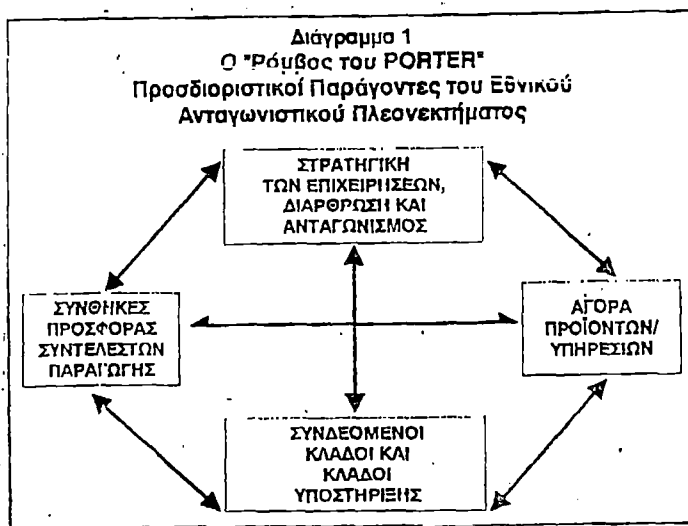 Διάγραμμα 1
Ο "Ρόμβος του PORTER"
Προσδιοριστικοί Παράγοντες του Εθνικού
Ανταγωνιστικού Πλεονεκτήματος
ΣΤΡΑΤΗΓΙΚΗ
ΤΩΝ ΕΠΙΧΕΙΡΗΣΕΩΝ,
ΔΙΑΡΘΡΩΣΗ ΚΑΙ
ΑΝΤΑΓΩΝΙΣΜΟΣ
ΣΥΝΘΗΚΕΣ
ΠΡΟΣΦΟΡΑΣ
ΣΥΝΤΕΛΕΣΤΩΝ
ΠΑΡΑΓΩΓΗΣ
ΑΓΟΡΑ
ΠΡΟΪΟΝΤΩΝ/
ΥΠΗΡΕΣΙΩΝ
ΣΥΝΔΕΟΜΕΝΟΙ
ΚΛΑΔΟΙ ΚΑΙ
ΚΛΑΔΟΙ
ΥΠΟΣΤΗΡΙΞΗΣ